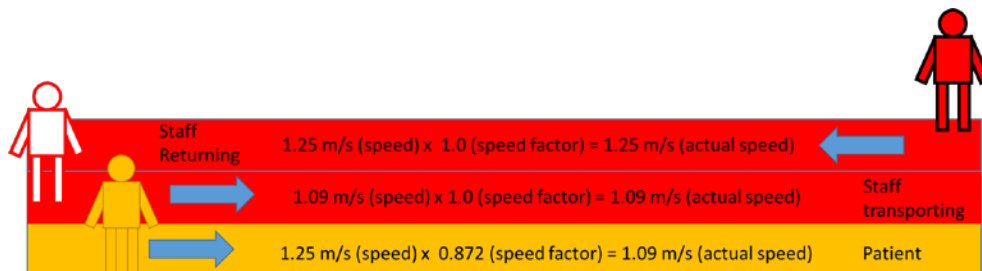 Staff
Returning
1.25 m/s (speed) x 1.0 (speed factor) = 1.25 m/s (actual speed)
1.09 m/s (speed) x 1.0 (speed factor) = 1.09 m/s (actual speed)
Staff
transporting
1.25 m/s (speed) x 0.872 (speed factor) = 1.09 m/s (actual speed)
Patient